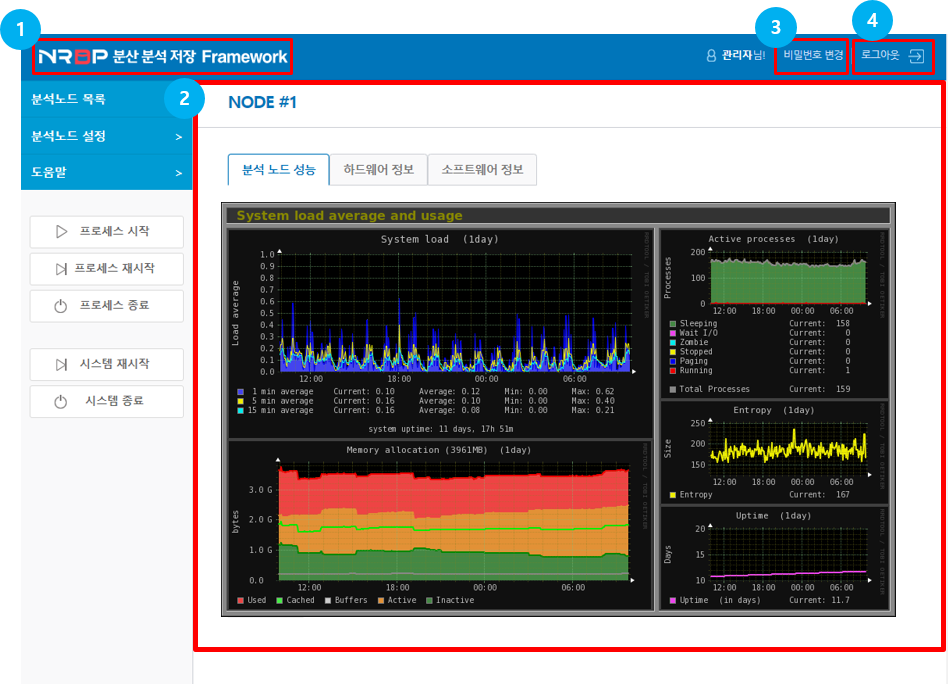 1
3
4
NRBP 분산 분석 저장 Framework
관리자님!
비밀번호 변경
로그아웃
분석노드 목록
분석노드 설정 >
도움말 >
프로세스 시작
프로세스 재시작
프로세스 종료
시스템 재시작
시스템 종료
2
NODE #1
분석 노드 성능
하드웨어 정보
소프트웨어 정보
System load average and usage
System load (1day)
Load average
1.0
0.9
0.8
0.7
0.6
0.5
0.4
0.3
0.2
0.1
0.0
12:00 18:00 00:00 06:00
1 min average Current: 0.10 Average: 0.12 Min: 0.00 Max: 0.62
5 min average Current: 0.16 Average: 0.10 Min: 0.00 Max: 0.40
15 min average Current: 0.16 Average: 0.08 Min: 0.00 Max: 0.21
system uptime: 11 days, 17h 51m
Memory allocation (3961MB) (1day)
bytes
3.0 G
2.0 G
1.0 G
0.0
12:00 18:00 00:00 06:00
Used Cached Buffers Active Inactive
Active processes (1day)
Processes
200
100
0
12:00 18:00 00:00 06:00
Sleeping Current: 158
Wait I/O Current: 0
Zombie Current: 0
Stopped Current: 0
Paging Current: 0
Running Current: 1
Total Processes Current: 159
Entropy (1day)
Size
250
200
150
12:00 18:00 00:00 06:00
Entropy Current: 167
Uptime (1day)
Days
20
15
10
12:00 18:00 00:00 06:00
Uptime (in days) Current: 11.7